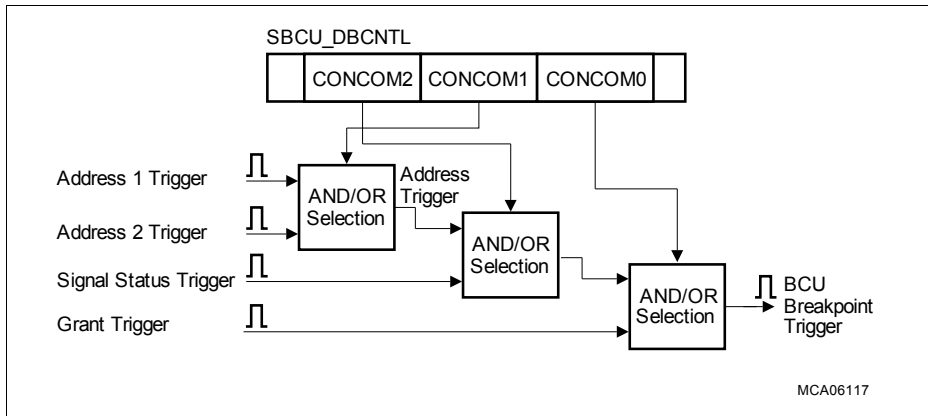 SBCU_DBCNTL
CONCOM2 CONCOM1 CONCOM0
Address 1 Trigger
AND/OR
Selection
Address
Trigger
Address 2 Trigger
AND/OR
Selection
Signal Status Trigger
AND/OR
Selection
BCU
Breakpoint
Trigger
Grant Trigger
MCA06117